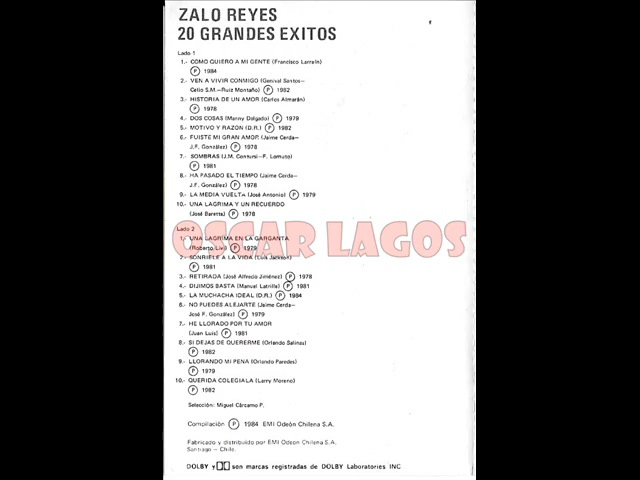 ZALO REYES
20 GRANDES EXITOS
Lado 1
1.- COMO QUIERO A MI GENTE (Francisco Larraín)
Ⓟ 1984
2.- VEN A VIVIR CONMIGO (Genival Santos-
Celio S.M.-Ruiz Montaño) Ⓟ 1952
3.- HISTORIA DE UN AMOR (Carlos Almarán)
Ⓟ 1978
4.- DOS COSAS (Manny Delgado) Ⓟ 1979
5.- MOTIVO Y RAZON (D.R.) Ⓟ 1982
6.- FUISTE MI GRAN AMOR (Jaime Cerda-
J.F. González) Ⓟ 1978
7.- SOMBRAS (J.M. Contursi-F. Lomuto)
Ⓟ 1981
8.- HA PASADO EL TIEMPO (Jaime Cerda-
J.F. González) Ⓟ 1978
9.- LA MEDIA VUELTA (José Antonio) Ⓟ 1979
10.- UNA LAGRIMA Y UN RECUERDO
(José Baretta) Ⓟ 1978
OSCAR LAGOS
Lado 2
1.- UNA LAGRIMA EN LA GARGANTA
(Roberto Livi) Ⓟ 1979
2.- SONRIELE A LA VIDA (Luis Jackson)
Ⓟ 1981
3.- RETIRADA (José Alfredo Jiménez) Ⓟ 1978
4.- DIJIMOS BASTA (Manuel Latrille) Ⓟ 1981
5.- LA MUCHACHA IDEAL (D.R.) Ⓟ 1984
6.- NO PUEDES ALEJARTE (Jaime Cerda-
José F. González) Ⓟ 1979
7.- HE LLORADO POR TU AMOR
(Juan Luis) Ⓟ 1981
8.- SI DEJAS DE QUERERME (Orlando Salinas)
Ⓟ 1982
9.- LLORANDO MI PENA (Orlando Paredes)
Ⓟ 1979
10.- QUERIDA COLEGIALA (Larry Moreno)
Ⓟ 1982
Selección: Miguel Cárcamo P.
Compilación Ⓟ 1984 EMI Odeón Chilena S.A.
Fabricado y distribuido por EMI Odeon Chilena S.A.
Santiago - Chile.
DOLBY y son marcas registradas de DOLBY Laboratories INC